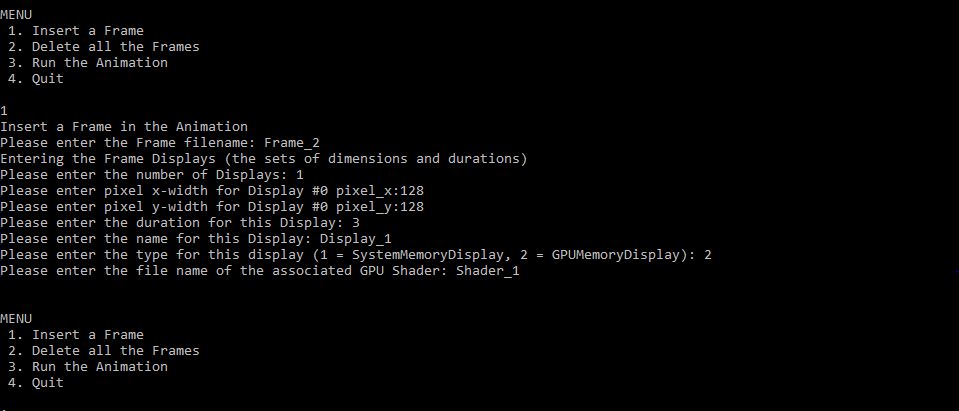 MENU
1. Insert a Frame
2. Delete all the Frames
3. Run the Animation
4. Quit
1
Insert a Frame in the Animation
Please enter the Frame filename: Frame_2
Entering the Frame Displays (the sets of dimensions and durations)
Please enter the number of Displays: 1
Please enter pixel x-width for Display #0 pixel_x:128
Please enter pixel y-width for Display #0 pixel_y:128
Please enter the duration for this Display: 3
Please enter the name for this Display: Display_1
Please enter the type for this display (1 = SystemMemoryDisplay, 2 = GPUMemoryDisplay): 2
Please enter the file name of the associated GPU Shader: Shader_1
MENU
1. Insert a Frame
2. Delete all the Frames
3. Run the Animation
4. Quit